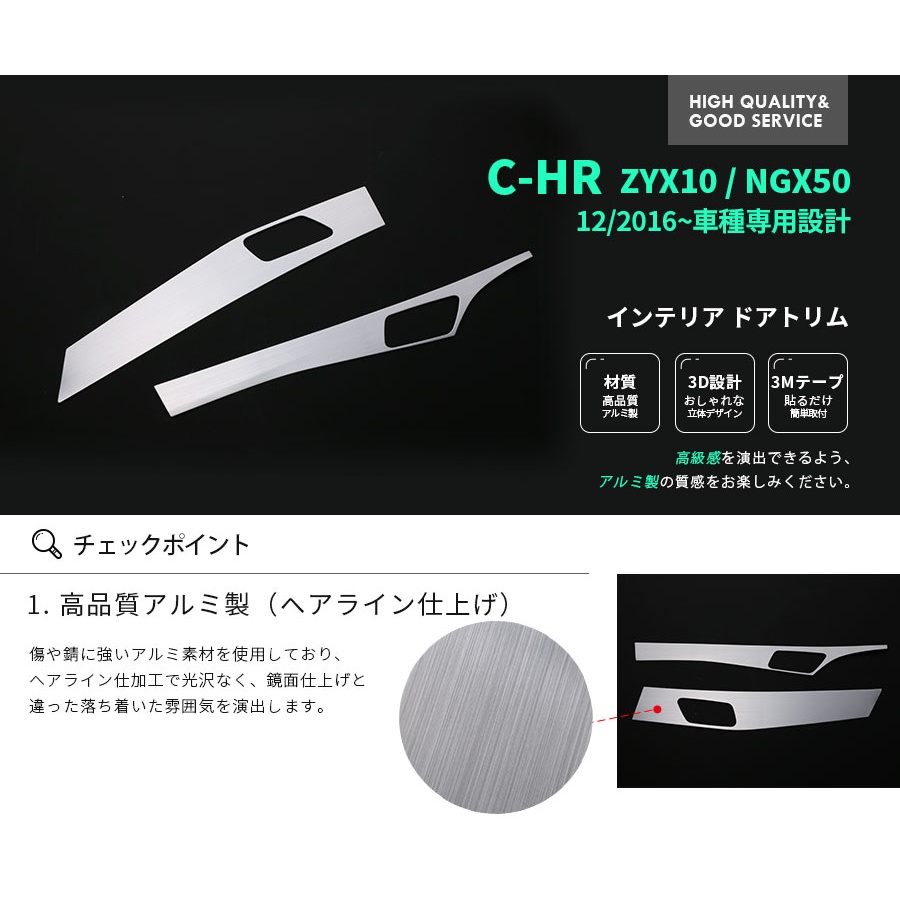 HIGH QUALITY&
GOOD SERVICE
C-HR ZYX10 / NGX50
12/2016~車種専用設計
インテリア ドアトリム
材質
高品質
アルミ製
3D設計
おしゃれな
立体デザイン
3Mテープ
貼るだけ
簡単取付
高級感を演出できるよう、
アルミ製の質感をお楽しみください。
チェックポイント
1. 高品質アルミ製（ヘアライン仕上げ）
傷や錆に強いアルミ素材を使用しており、
ヘアライン仕加工で光沢なく、鏡面仕上げと
違った落ち着いた雰囲気を演出します。